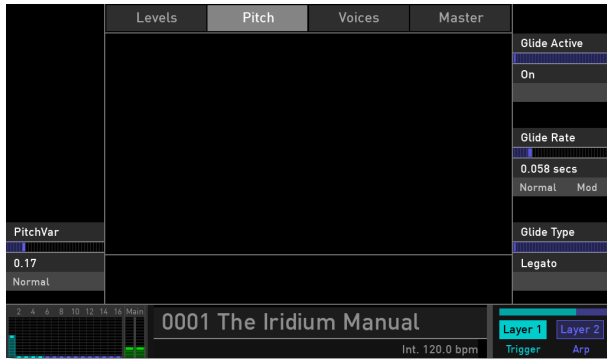 Levels Pitch Voices Master
Glide Active
On
Glide Rate
0.058 secs
Normal Mod
PitchVar
0.17
Normal
Glide Type
Legato
2 4 6 8 10 12 14 16 Main
0001 The Iridium Manual
Int. 120.0 bpm
Layer 1 Layer 2
Trigger Arp